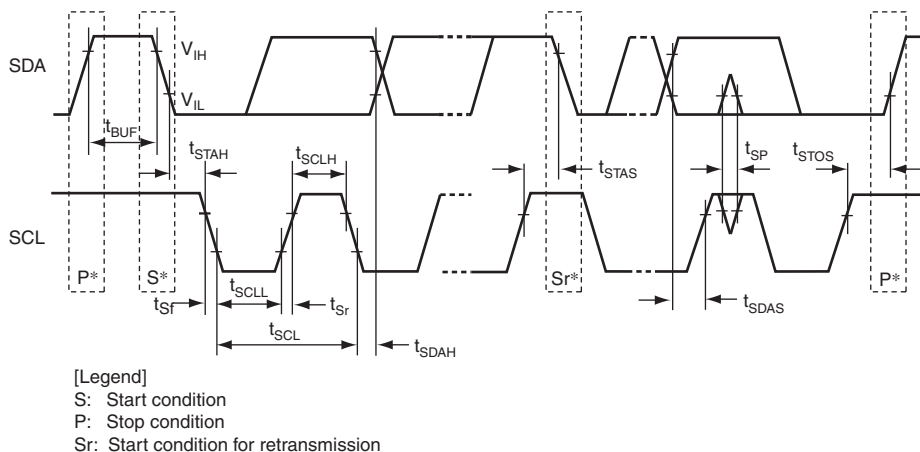 SDA
V_IH
V_IL
t_BUF
t_STAH
t_SCLH
t_STAS
t_SP
t_STOS
SCL
P*
S*
Sr*
P*
t_Sf
t_SCLL
t_Sr
t_SDAS
t_SCL
t_SDAH
[Legend]
S: Start condition
P: Stop condition
Sr: Start condition for retransmission